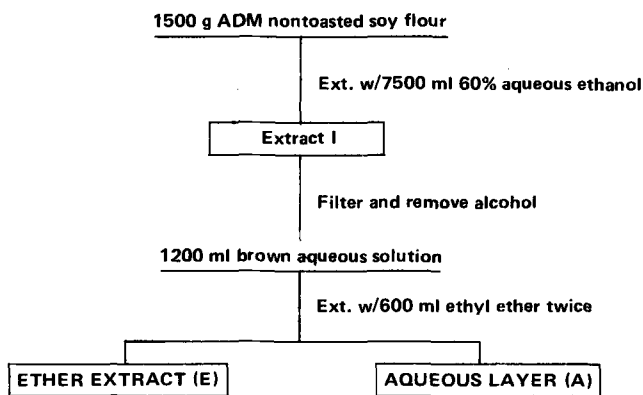 1500 g ADM nontoasted soy flour
Ext. w/7500 ml 60% aqueous ethanol
Extract I
Filter and remove alcohol
1200 ml brown aqueous solution
Ext. w/600 ml ethyl ether twice
ETHER EXTRACT (E)
AQUEOUS LAYER (A)